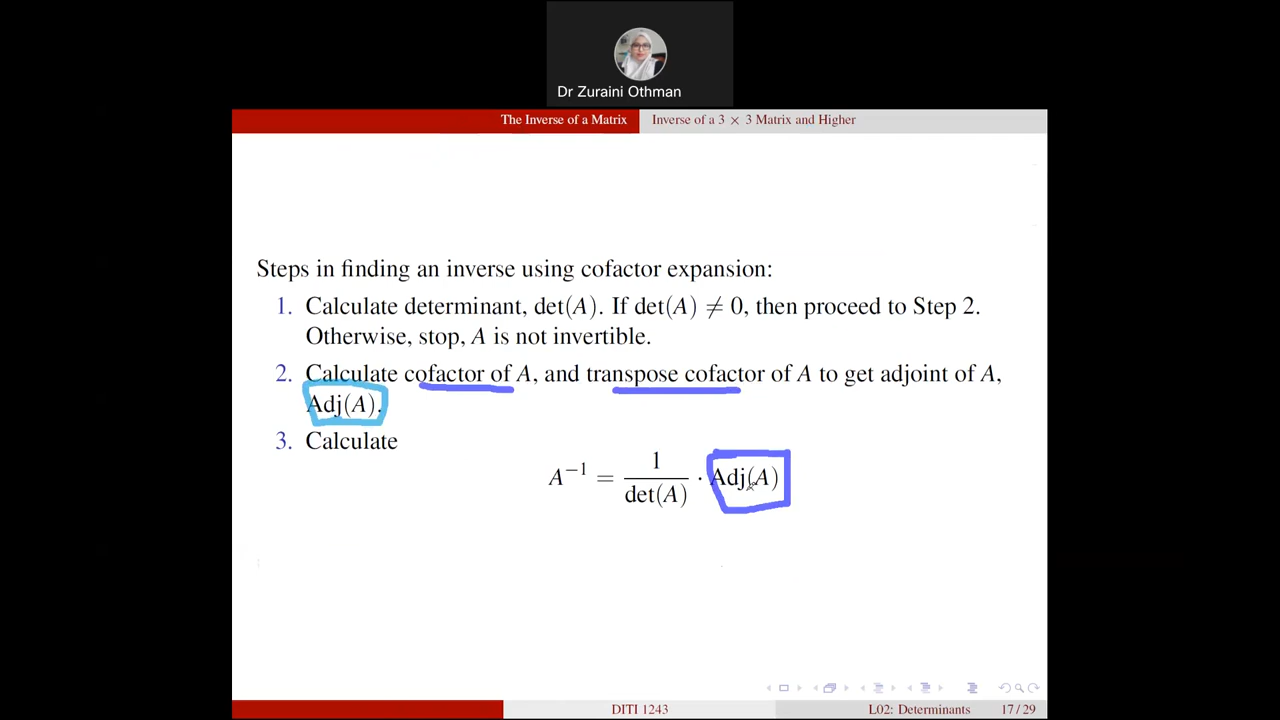 Dr Zuraini Othman
The Inverse of a Matrix
Inverse of a 3 × 3 Matrix and Higher
Steps in finding an inverse using cofactor expansion:
1. Calculate determinant, det(A). If det(A) ≠ 0, then proceed to Step 2.
Otherwise, stop, A is not invertible.
2. Calculate cofactor of A, and transpose cofactor of A to get adjoint of A,
Adj(A).
3. Calculate
A⁻¹ = 1/det(A) · Adj(A)
DITI 1243
L02: Determinants
17 / 29